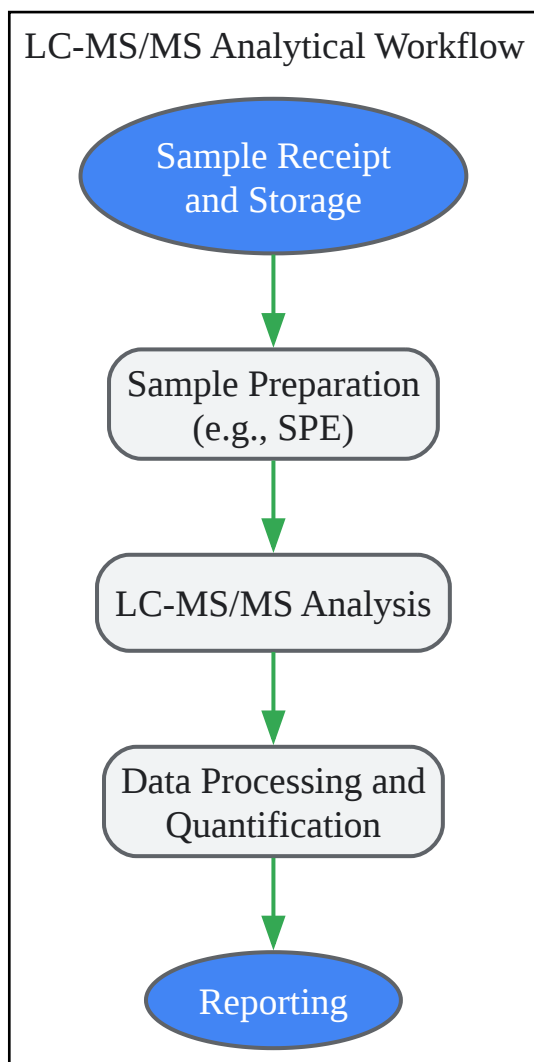 LC-MS/MS Analytical Workflow
Sample Receipt
and Storage
Sample Preparation
(e.g., SPE)
LC-MS/MS Analysis
Data Processing and
Quantification
Reporting